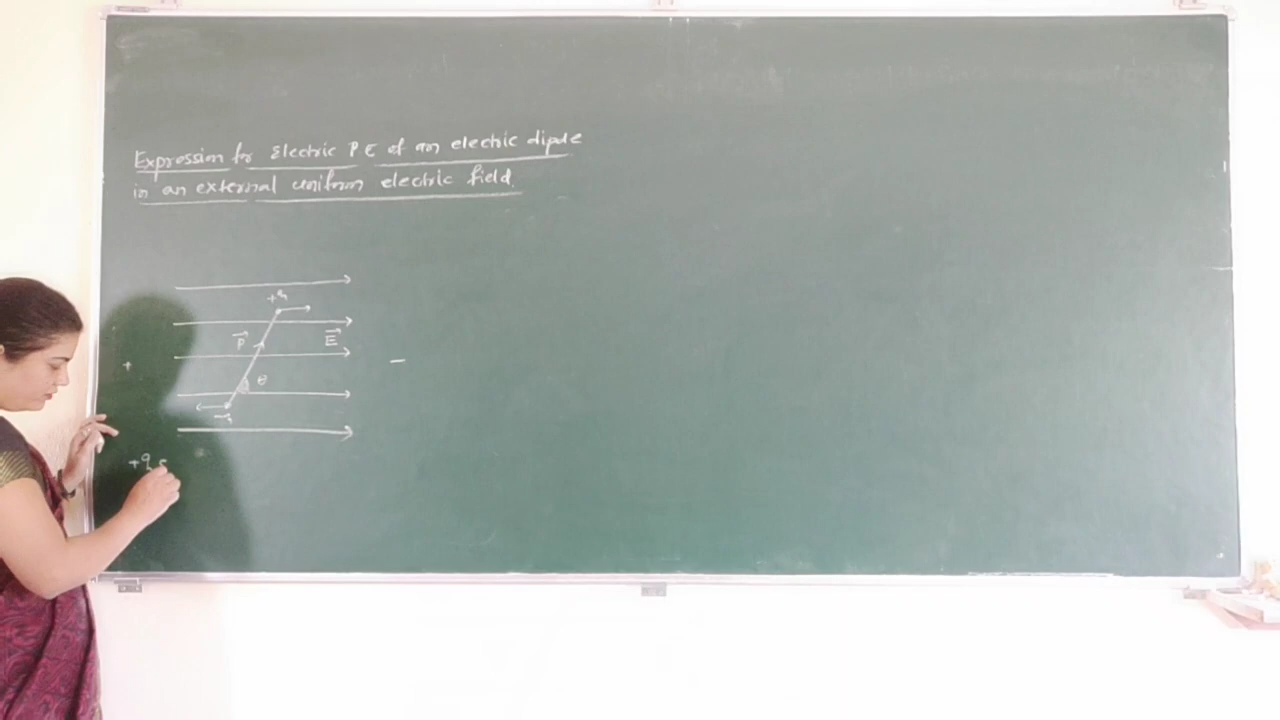 Expression for Electric P E of an electric dipole
in an external uniform electric field.
+q
P
E
+
−
θ
−q
+q